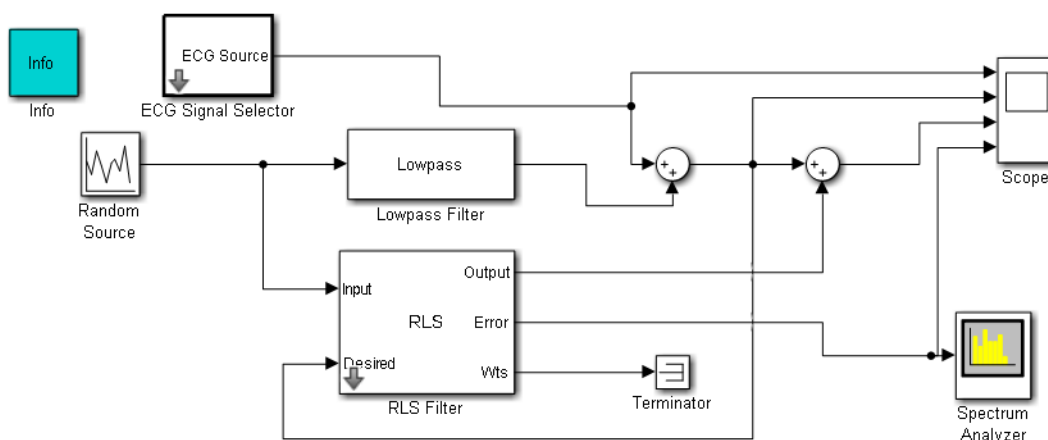 Info
Info
ECG Source
ECG Signal Selector
Random
Source
Lowpass
Lowpass Filter
+
+
+
+
Scope
Input
Desired
RLS
Output
Error
Wts
RLS Filter
Terminator
Spectrum
Analyzer